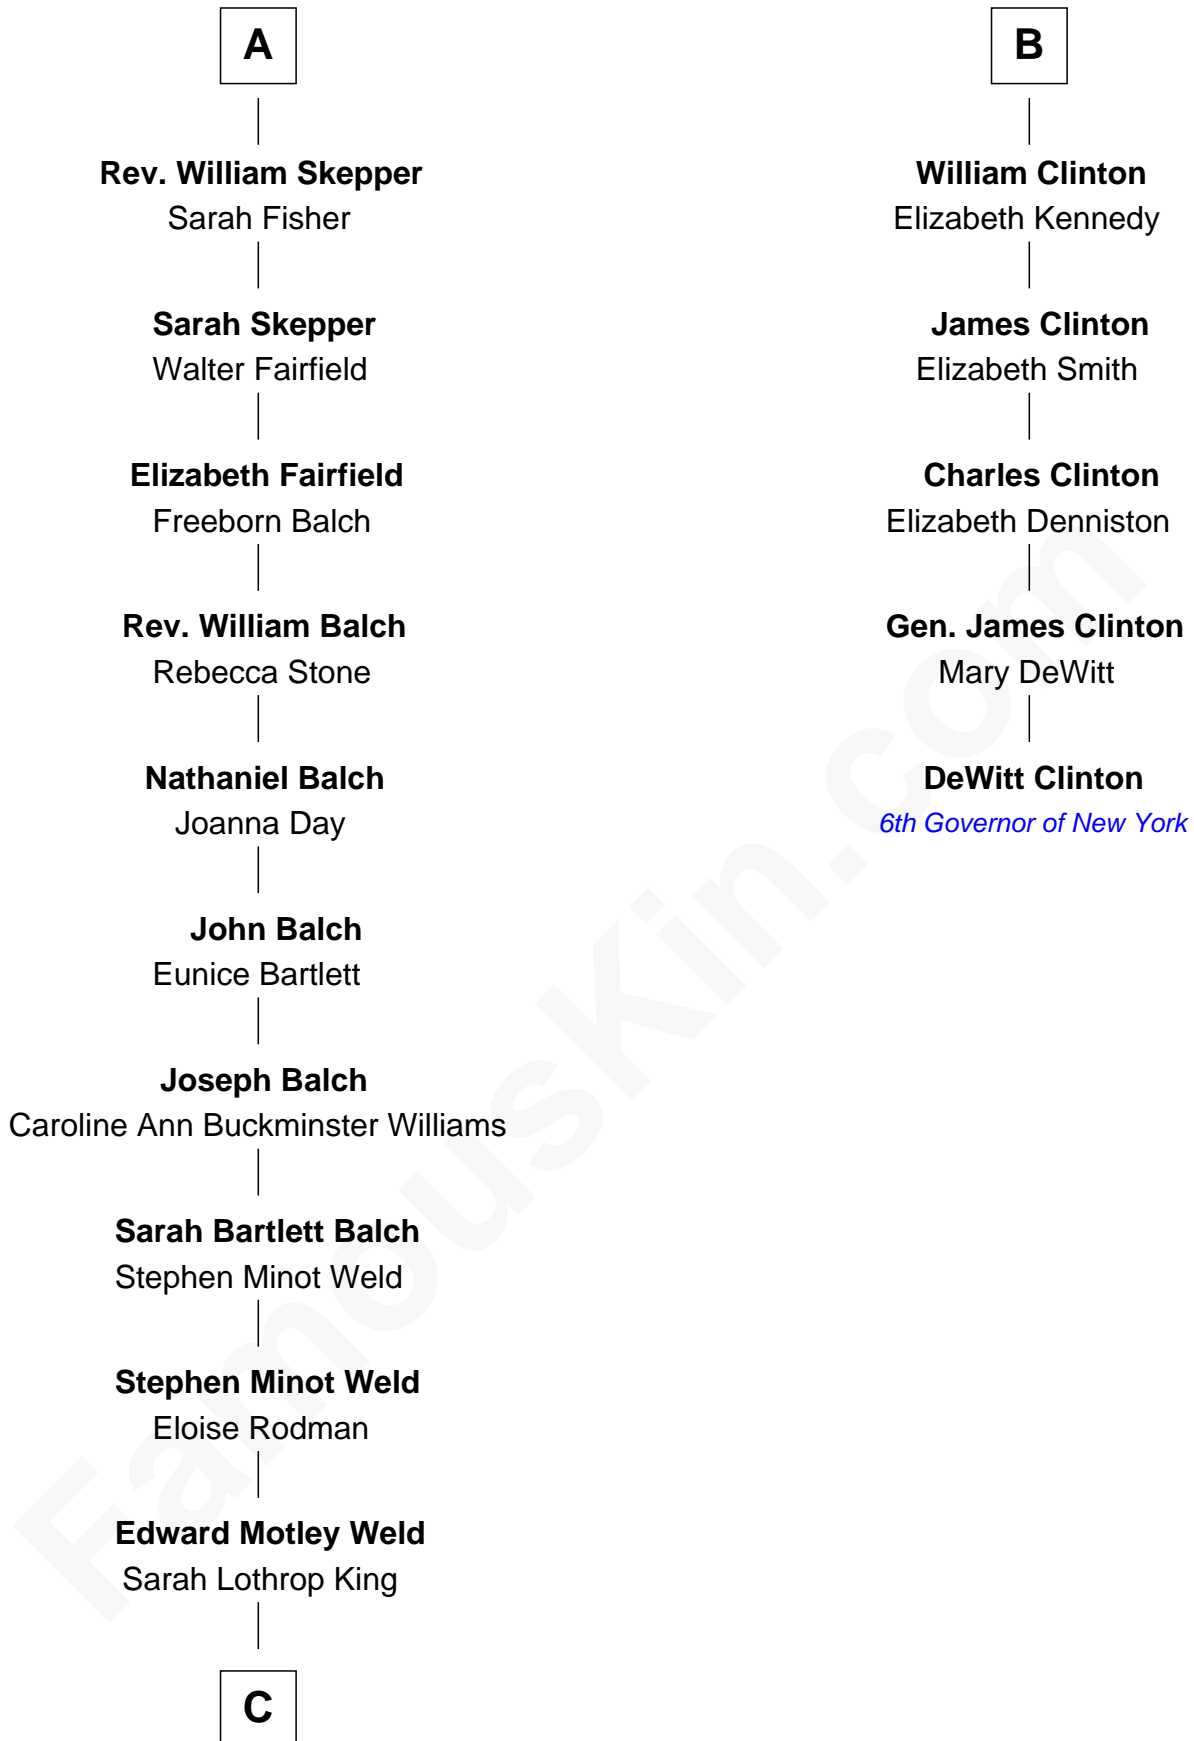 A
Rev. William Skepper
Sarah Fisher
Sarah Skepper
Walter Fairfield
Elizabeth Fairfield
Freeborn Balch
Rev. William Balch
Rebecca Stone
Nathaniel Balch
Joanna Day
John Balch
Eunice Bartlett
Joseph Balch
Caroline Ann Buckminster Williams
Sarah Bartlett Balch
Stephen Minot Weld
Stephen Minot Weld
Eloise Rodman
Edward Motley Weld
Sarah Lothrop King
C
B
William Clinton
Elizabeth Kennedy
James Clinton
Elizabeth Smith
Charles Clinton
Elizabeth Denniston
Gen. James Clinton
Mary DeWitt
DeWitt Clinton
6th Governor of New York
FamousKin.com